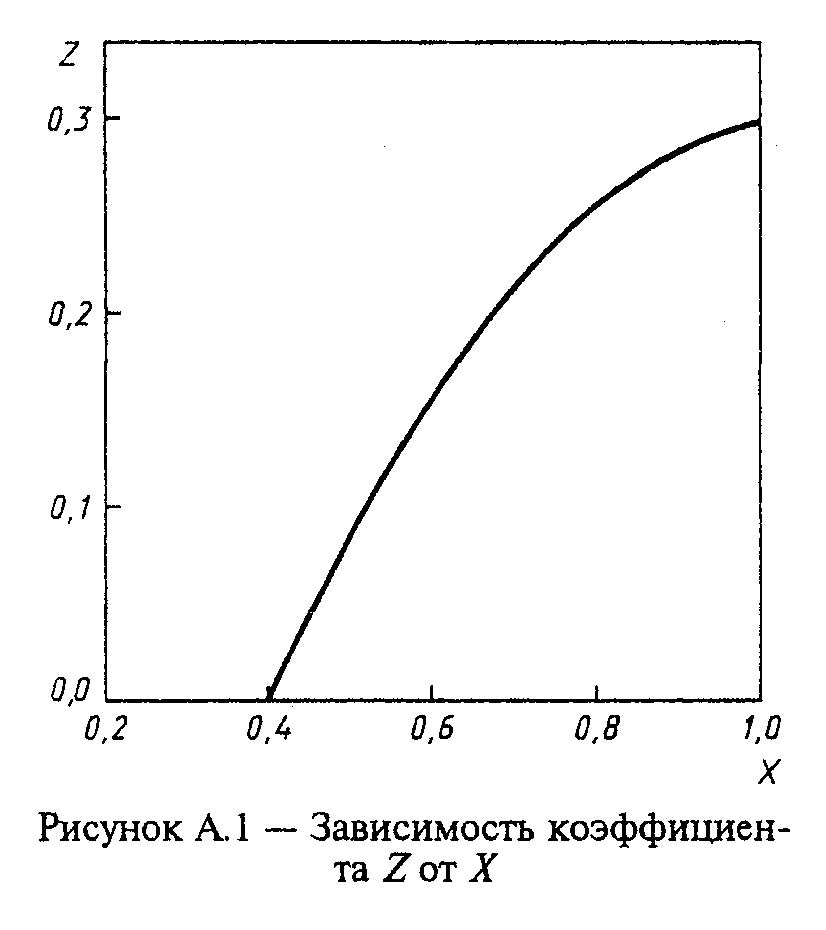 Z
0,3
0,2
0,1
0,0
0,2 0,4 0,6 0,8 1,0
X
Рисунок А.1 — Зависимость коэффициен-
та Z от X